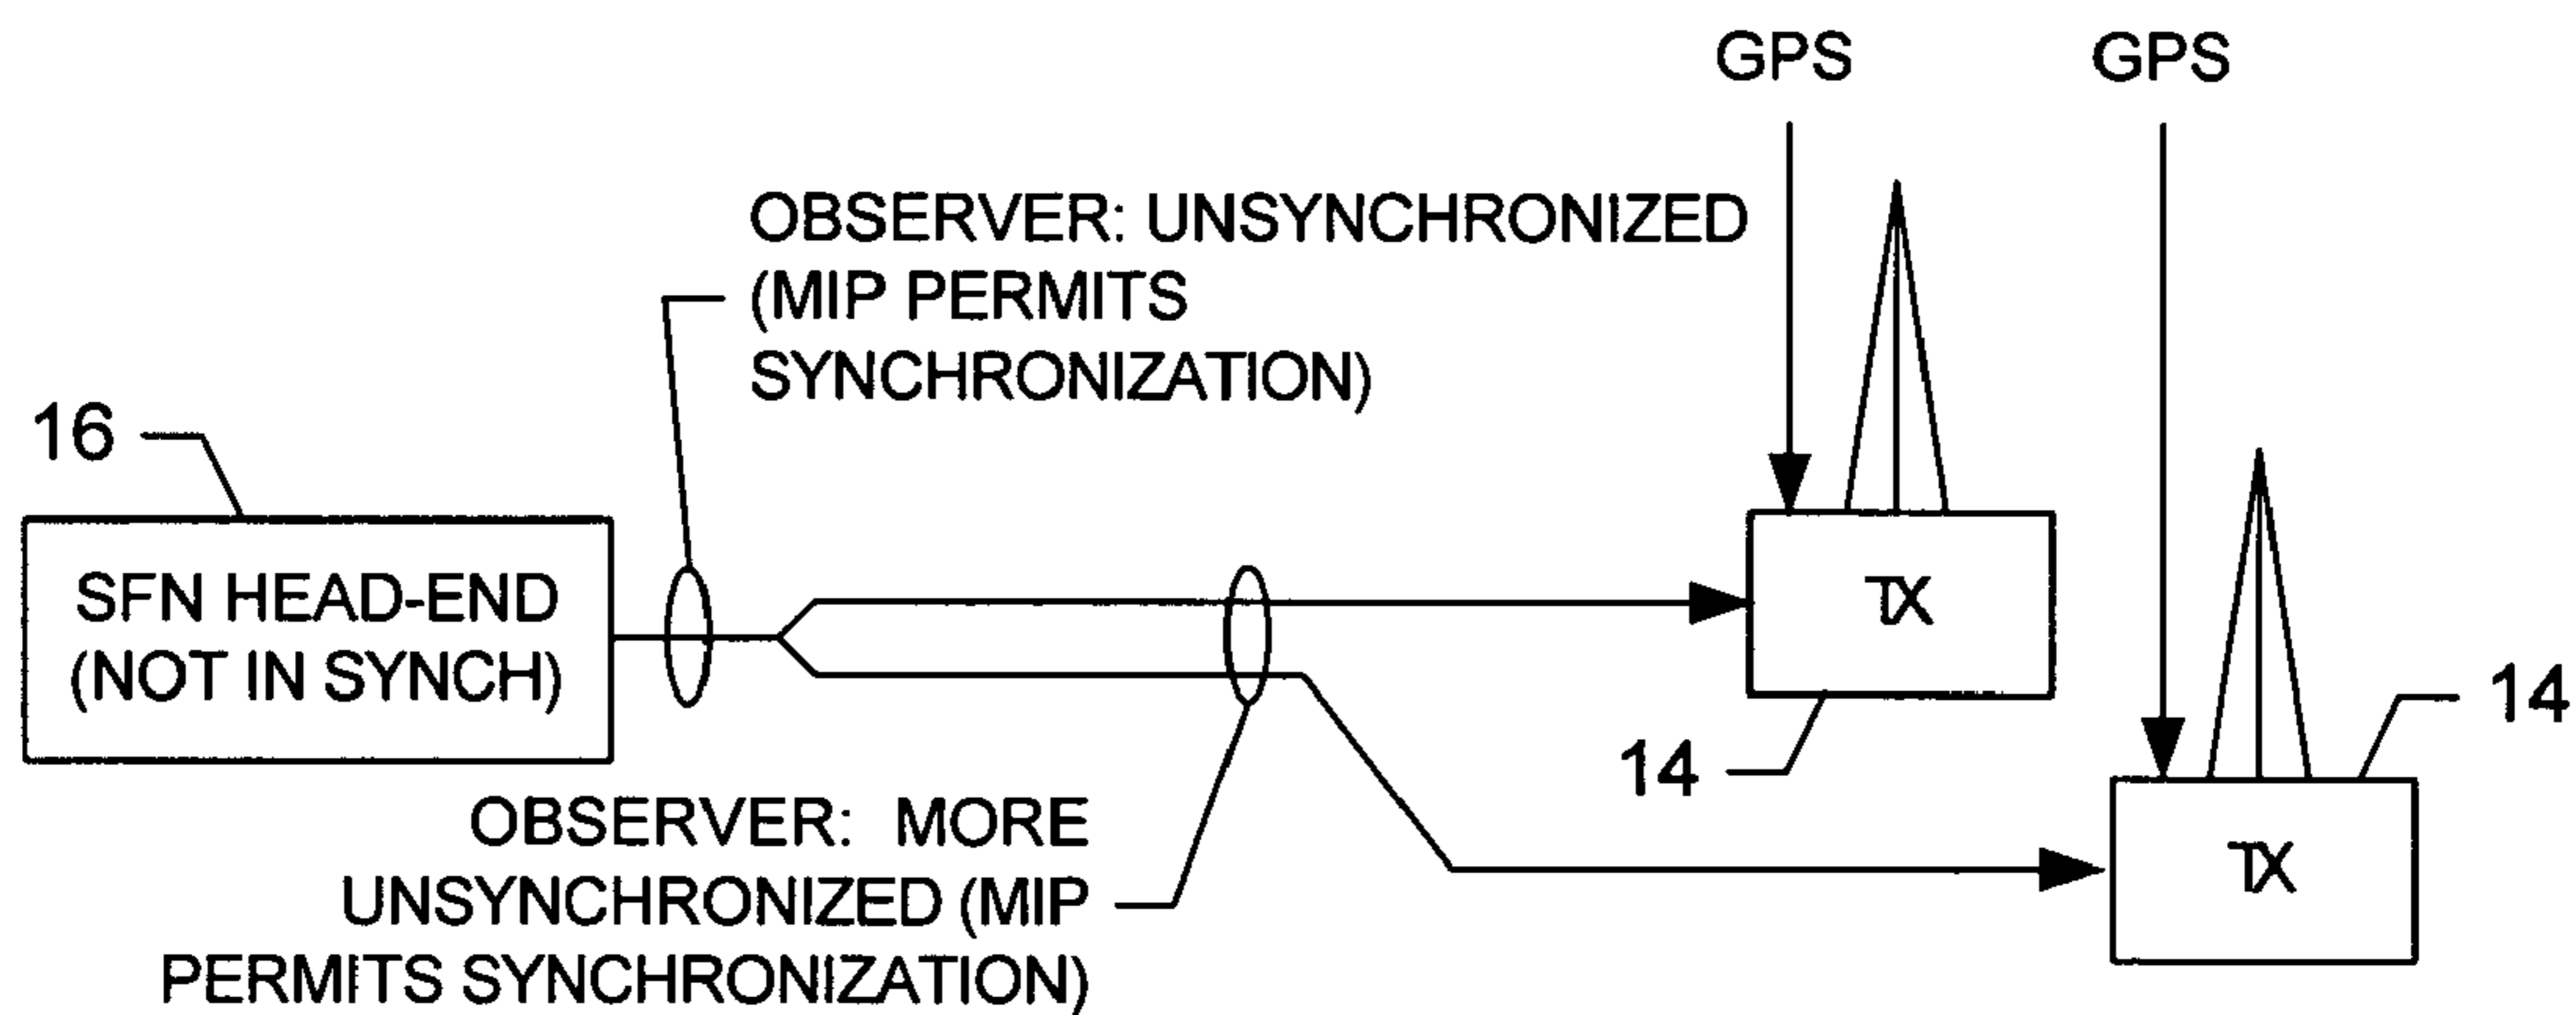 GPS
GPS
OBSERVER: UNSYNCHRONIZED
(MIP PERMITS
SYNCHRONIZATION)
16
SFN HEAD-END
(NOT IN SYNCH)
TX
14
14
TX
OBSERVER: MORE
UNSYNCHRONIZED (MIP
PERMITS SYNCHRONIZATION)